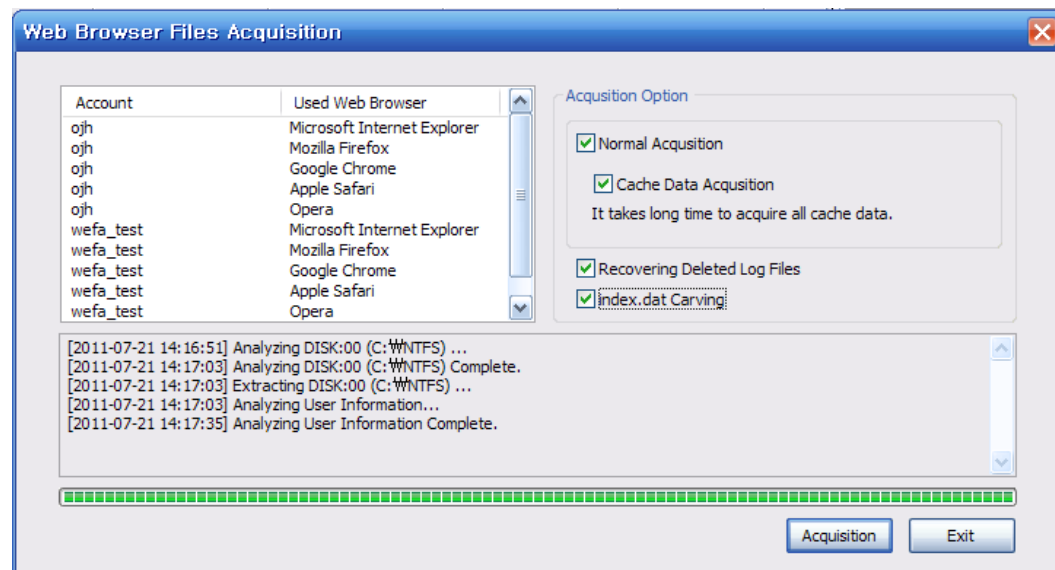 Web Browser Files Acquisition
Account Used Web Browser
ojh Microsoft Internet Explorer
ojh Mozilla Firefox
ojh Google Chrome
ojh Apple Safari
ojh Opera
wefa_test Microsoft Internet Explorer
wefa_test Mozilla Firefox
wefa_test Google Chrome
wefa_test Apple Safari
wefa_test Opera
Acqusition Option
Normal Acqusition
Cache Data Acqusition
It takes long time to acquire all cache data.
Recovering Deleted Log Files
index.dat Carving
[2011-07-21 14:16:51] Analyzing DISK:00 (C:₩NTFS) ...
[2011-07-21 14:17:03] Analyzing DISK:00 (C:₩NTFS) Complete.
[2011-07-21 14:17:03] Extracting DISK:00 (C:₩NTFS) ...
[2011-07-21 14:17:03] Analyzing User Information...
[2011-07-21 14:17:35] Analyzing User Information Complete.
Acquisition Exit